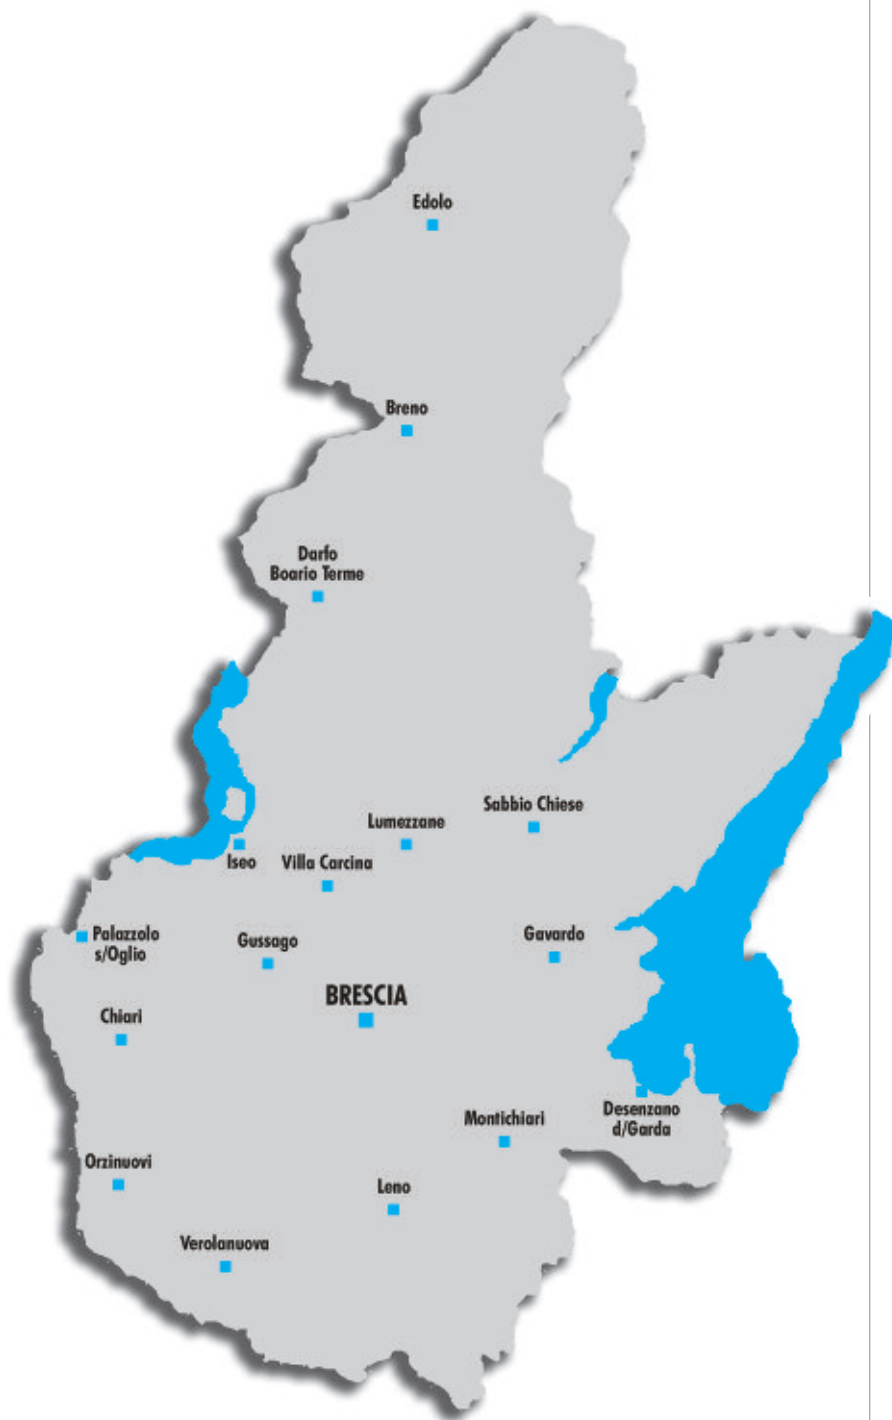 Edolo
Breno
Darfo
Boario Terme
Sabbio Chiese
Lumezzane
Iseo
Villa Carcina
Palazzolo
s/Oglio
Gussago
Gavardo
BRESCIA
Chiari
Desenzano
d/Garda
Montichiari
Orzinuovi
Leno
Verolanuova